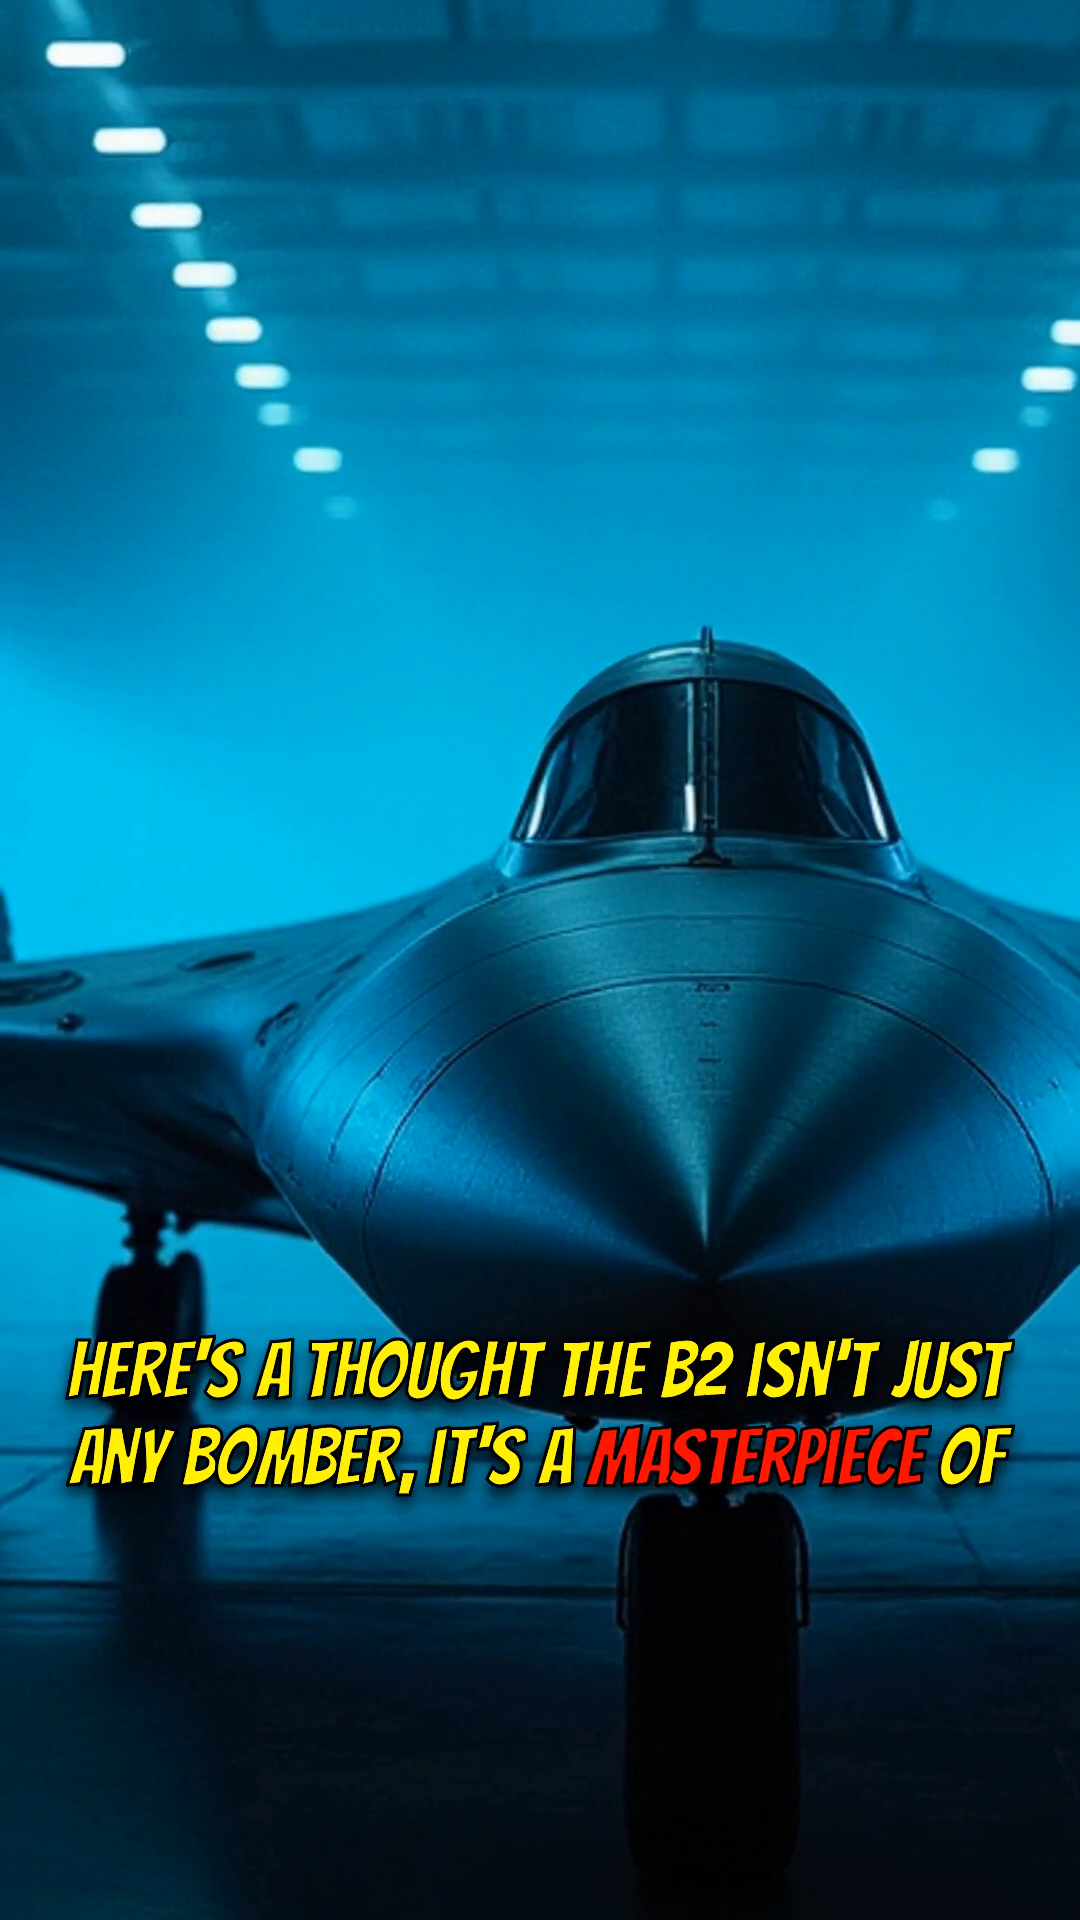 HERE'S A THOUGHT THE B2 ISN'T JUST
ANY BOMBER, IT'S A MASTERPIECE OF